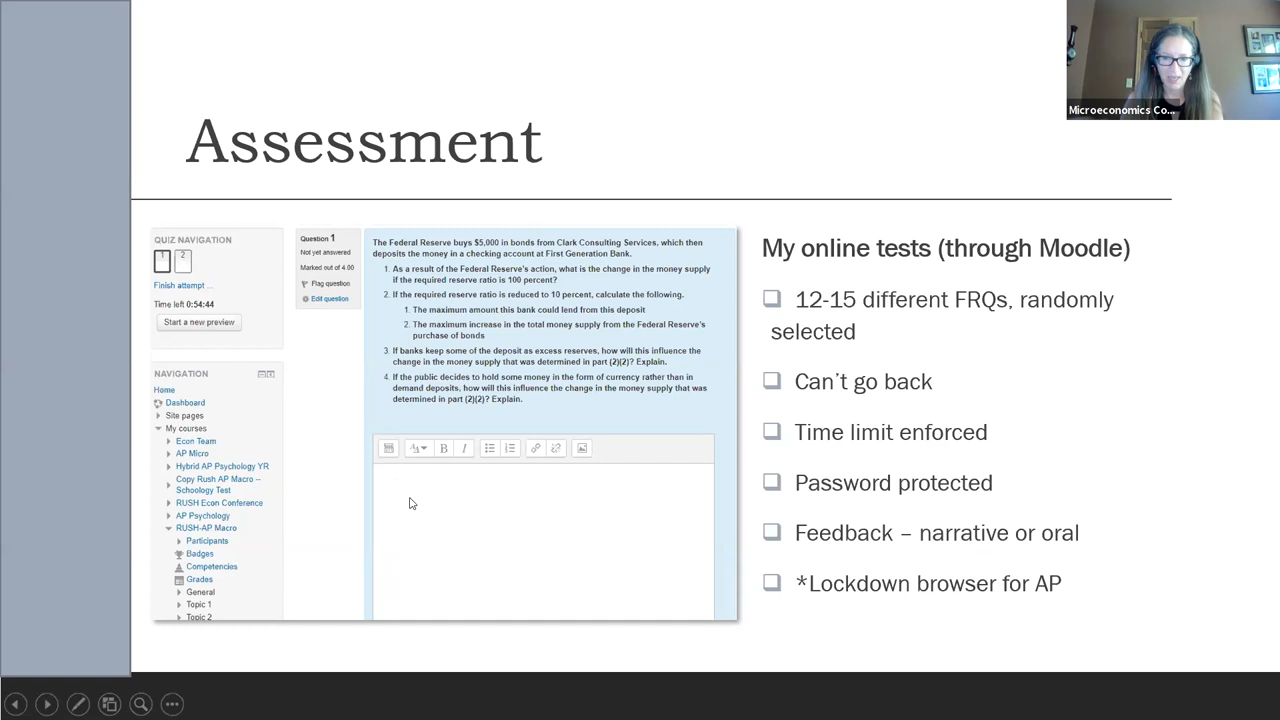 Microeconomics Co...
Assessment
QUIZ NAVIGATION
1 2
Finish attempt ...
Time left 0:54:44
Start a new preview
NAVIGATION
Home
Dashboard
Site pages
My courses
Econ Team
AP Micro
Hybrid AP Psychology YR
Copy Rush AP Macro --
Schoology Test
RUSH Econ Conference
AP Psychology
RUSH-AP Macro
Participants
Badges
Competencies
Grades
General
Topic 1
Topic 2
Question 1
Not yet answered
Marked out of 4.00
Flag question
Edit question
The Federal Reserve buys $5,000 in bonds from Clark Consulting Services, which then
deposits the money in a checking account at First Generation Bank.
1. As a result of the Federal Reserve's action, what is the change in the money supply
if the required reserve ratio is 100 percent?
2. If the required reserve ratio is reduced to 10 percent, calculate the following.
1. The maximum amount this bank could lend from this deposit
2. The maximum increase in the total money supply from the Federal Reserve's
purchase of bonds
3. If banks keep some of the deposit as excess reserves, how will this influence the
change in the money supply that was determined in part (2)(2)? Explain.
4. If the public decides to hold some money in the form of currency rather than in
demand deposits, how will this influence the change in the money supply that was
determined in part (2)(2)? Explain.
B I
My online tests (through Moodle)
12-15 different FRQs, randomly
selected
Can't go back
Time limit enforced
Password protected
Feedback – narrative or oral
*Lockdown browser for AP